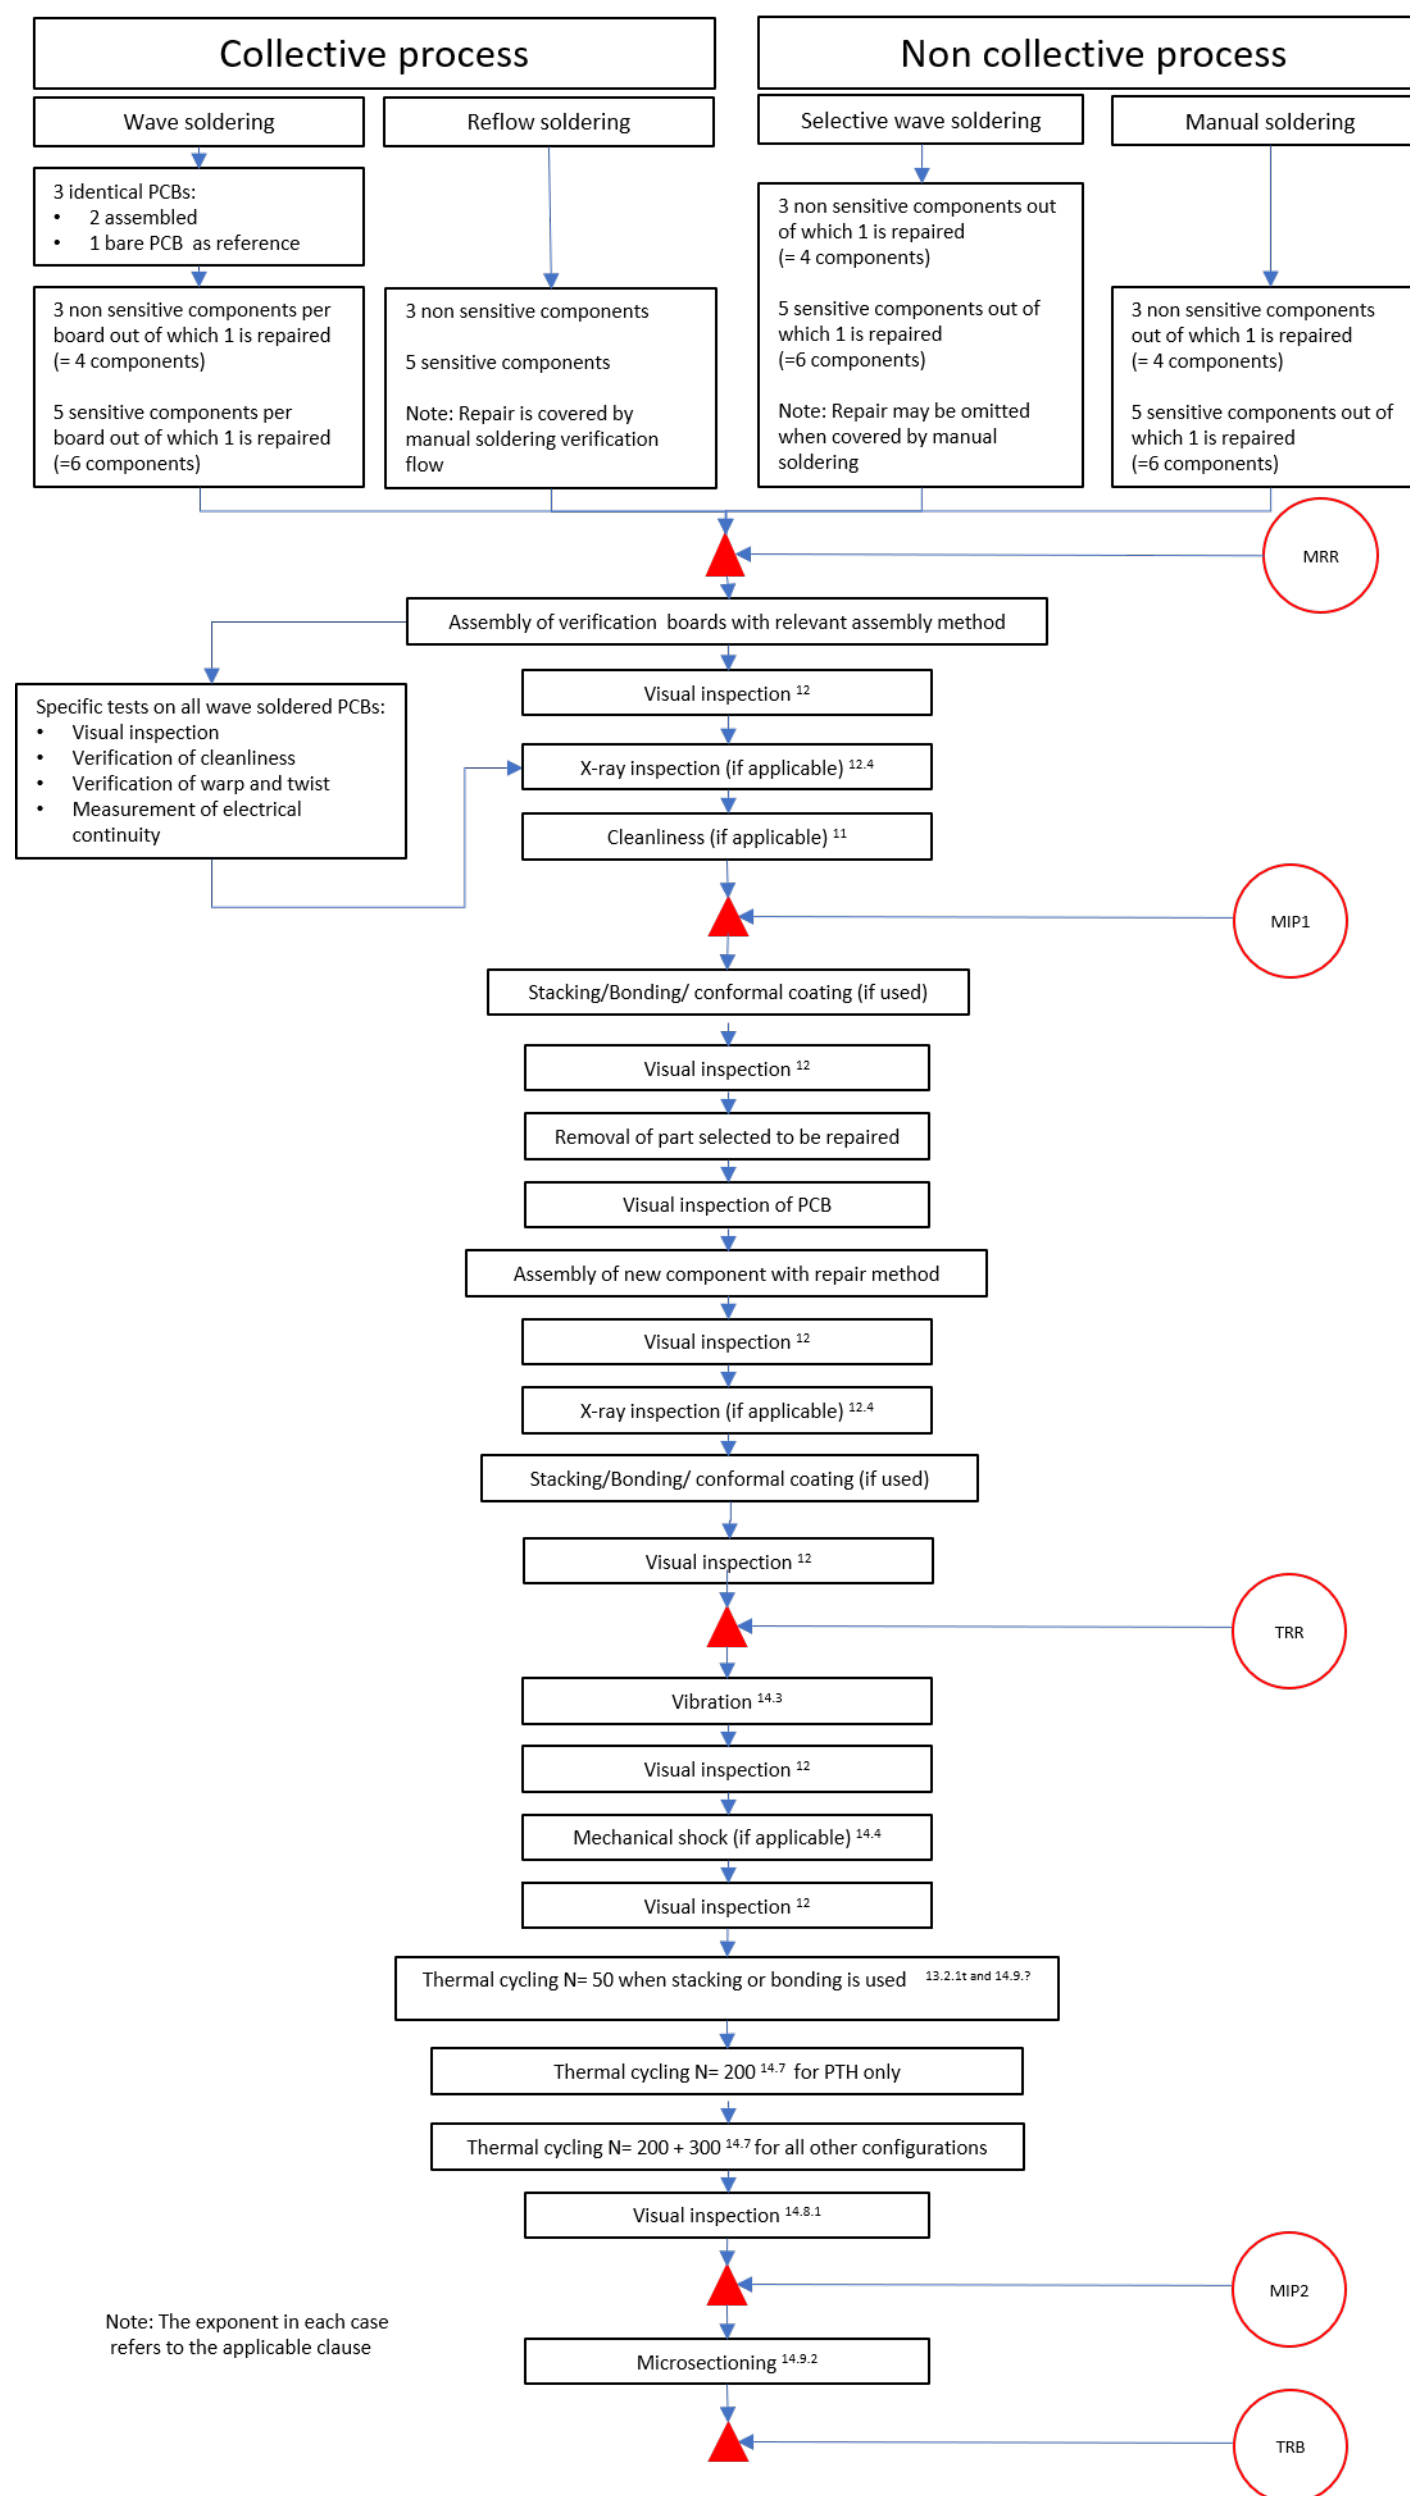 Collective process
Non collective process
Wave soldering
Reflow soldering
Selective wave soldering
Manual soldering
3 identical PCBs:
• 2 assembled
• 1 bare PCB as reference
3 non sensitive components per
board out of which 1 is repaired
(= 4 components)
5 sensitive components per
board out of which 1 is repaired
(=6 components)
3 non sensitive components
5 sensitive components
Note: Repair is covered by
manual soldering verification
flow
3 non sensitive components out
of which 1 is repaired
(= 4 components)
5 sensitive components out of
which 1 is repaired
(=6 components)
Note: Repair may be omitted
when covered by manual
soldering
3 non sensitive components
out of which 1 is repaired
(= 4 components)
5 sensitive components out of
which 1 is repaired
(=6 components)
MRR
Assembly of verification boards with relevant assembly method
Visual inspection 12
Specific tests on all wave soldered PCBs:
• Visual inspection
• Verification of cleanliness
• Verification of warp and twist
• Measurement of electrical
continuity
X-ray inspection (if applicable) 12.4
Cleanliness (if applicable) 11
MIP1
Stacking/Bonding/ conformal coating (if used)
Visual inspection 12
Removal of part selected to be repaired
Visual inspection of PCB
Assembly of new component with repair method
Visual inspection 12
X-ray inspection (if applicable) 12.4
Stacking/Bonding/ conformal coating (if used)
Visual inspection 12
TRR
Vibration 14.3
Visual inspection 12
Mechanical shock (if applicable) 14.4
Visual inspection 12
Thermal cycling N= 50 when stacking or bonding is used 13.2.1t and 14.9.?
Thermal cycling N= 200 14.7 for PTH only
Thermal cycling N= 200 + 300 14.7 for all other configurations
Visual inspection 14.8.1
MIP2
Note: The exponent in each case
refers to the applicable clause
Microsectioning 14.9.2
TRB